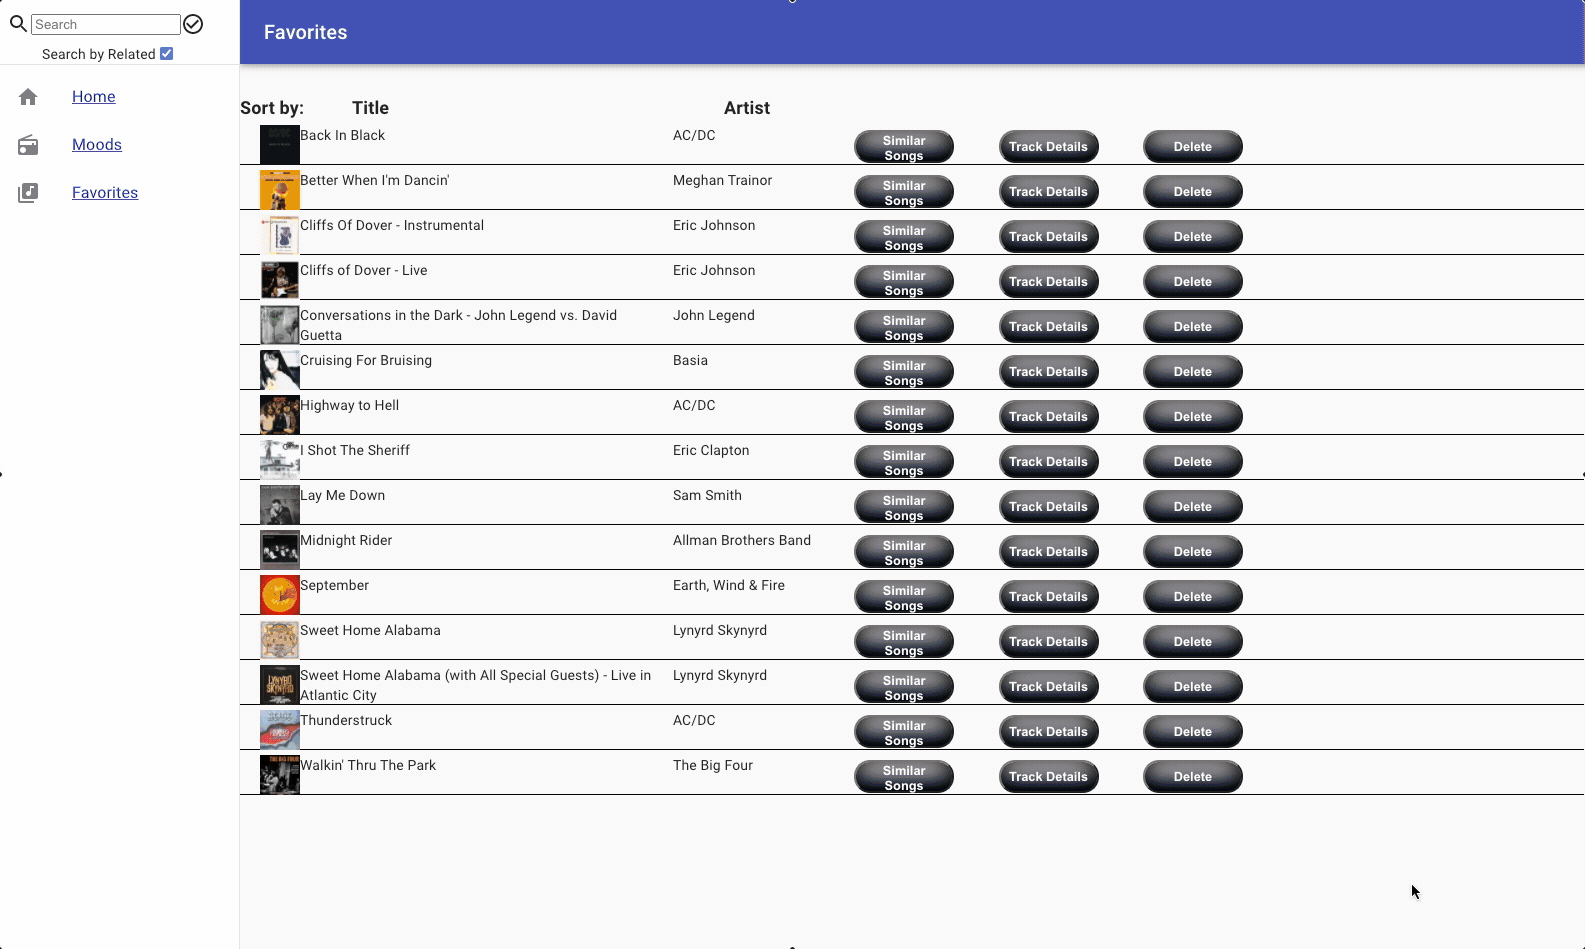 Search
Search by Related
Home
Moods
Favorites
Favorites
Sort by: Title Artist
Back In Black AC/DC Similar Songs Track Details Delete
Better When I'm Dancin' Meghan Trainor Similar Songs Track Details Delete
Cliffs Of Dover - Instrumental Eric Johnson Similar Songs Track Details Delete
Cliffs of Dover - Live Eric Johnson Similar Songs Track Details Delete
Conversations in the Dark - John Legend vs. David
Guetta John Legend Similar Songs Track Details Delete
Cruising For Bruising Basia Similar Songs Track Details Delete
Highway to Hell AC/DC Similar Songs Track Details Delete
I Shot The Sheriff Eric Clapton Similar Songs Track Details Delete
Lay Me Down Sam Smith Similar Songs Track Details Delete
Midnight Rider Allman Brothers Band Similar Songs Track Details Delete
September Earth, Wind & Fire Similar Songs Track Details Delete
Sweet Home Alabama Lynyrd Skynyrd Similar Songs Track Details Delete
Sweet Home Alabama (with All Special Guests) - Live in
Atlantic City Lynyrd Skynyrd Similar Songs Track Details Delete
Thunderstruck AC/DC Similar Songs Track Details Delete
Walkin' Thru The Park The Big Four Similar Songs Track Details Delete